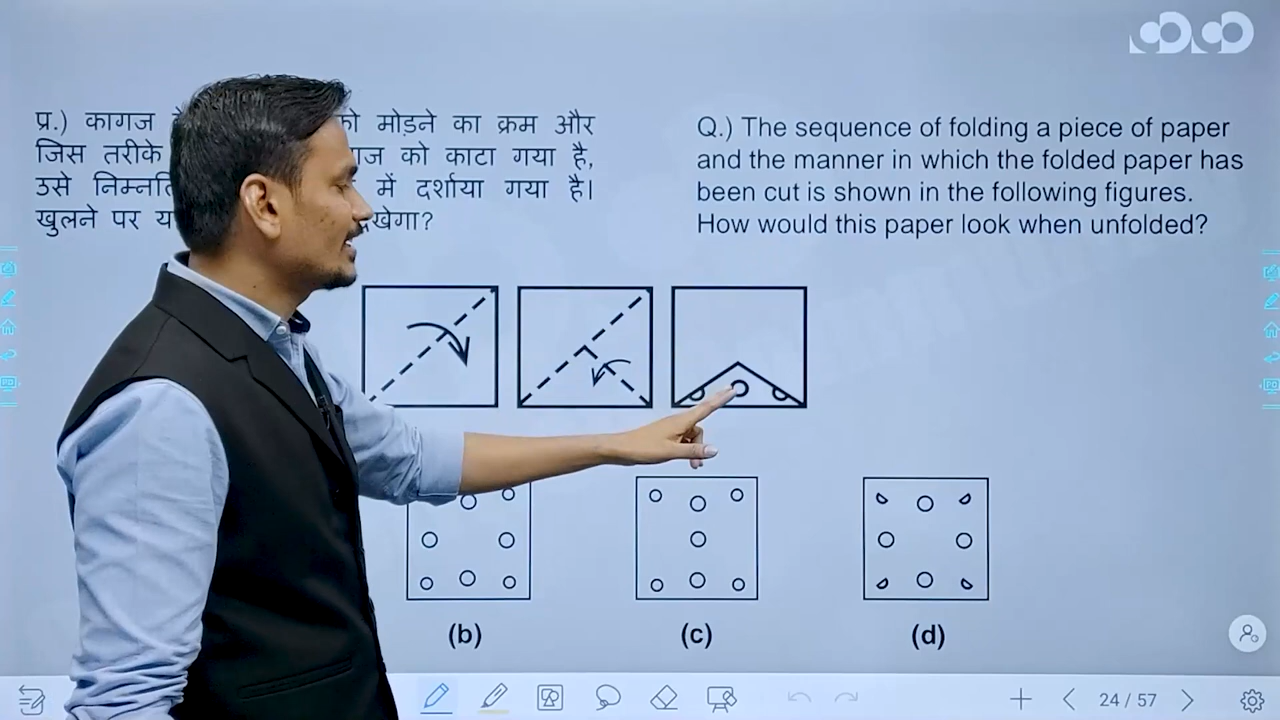 प्र.) कागज को मोड़ने का क्रम और
जिस तरीके को काटा गया है,
उसे में दर्शाया गया है।
खुलने पर
Q.) The sequence of folding a piece of paper
and the manner in which the folded paper has
been cut is shown in the following figures.
How would this paper look when unfolded?
(b)
(c)
(d)
24 / 57